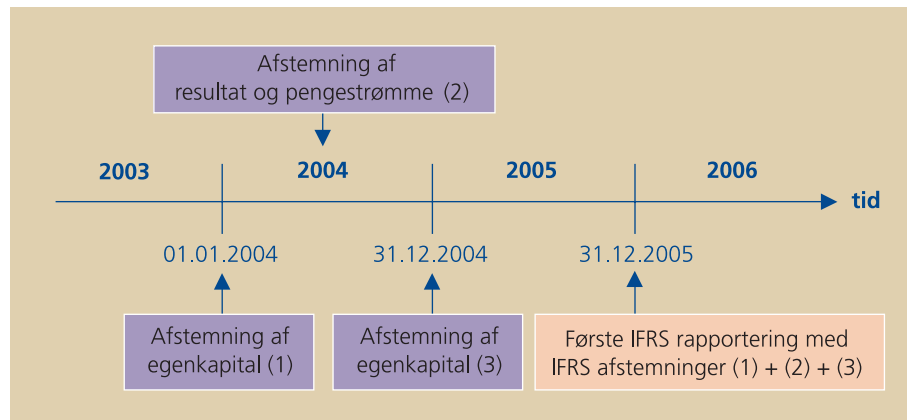 Afstemning af
resultat og pengestrømme (2)
2003
2004
2005
2006
tid
01.01.2004
31.12.2004
31.12.2005
Afstemning af
egenkapital (1)
Afstemning af
egenkapital (3)
Første IFRS rapportering med
IFRS afstemninger (1) + (2) + (3)